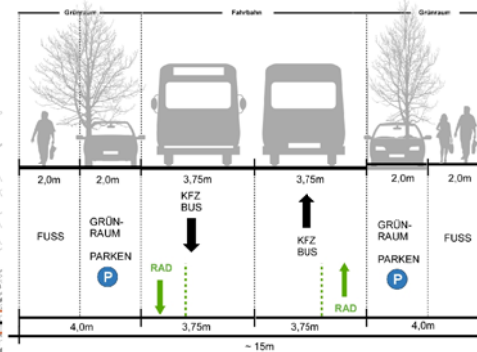 Grünraum Fahrbahn Grünraum
2,0m 2,0m 3,75m 3,75m 2,0m 2,0m
KFZ
BUS
KFZ
BUS
FUSS
GRÜN-
RAUM
PARKEN
P
RAD
RAD
GRÜN-
RAUM
PARKEN
P
FUSS
4,0m 3,75m 3,75m 4,0m
~ 15m